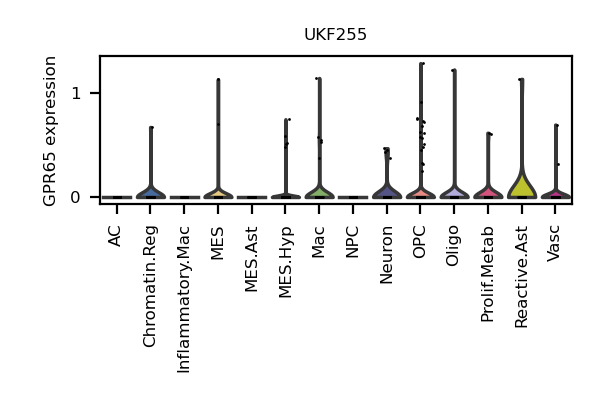 UKF255
GPR65 expression
1
0
AC
Chromatin.Reg
Inflammatory.Mac
MES
MES.Ast
MES.Hyp
Mac
NPC
Neuron
OPC
Oligo
Prolif.Metab
Reactive.Ast
Vasc